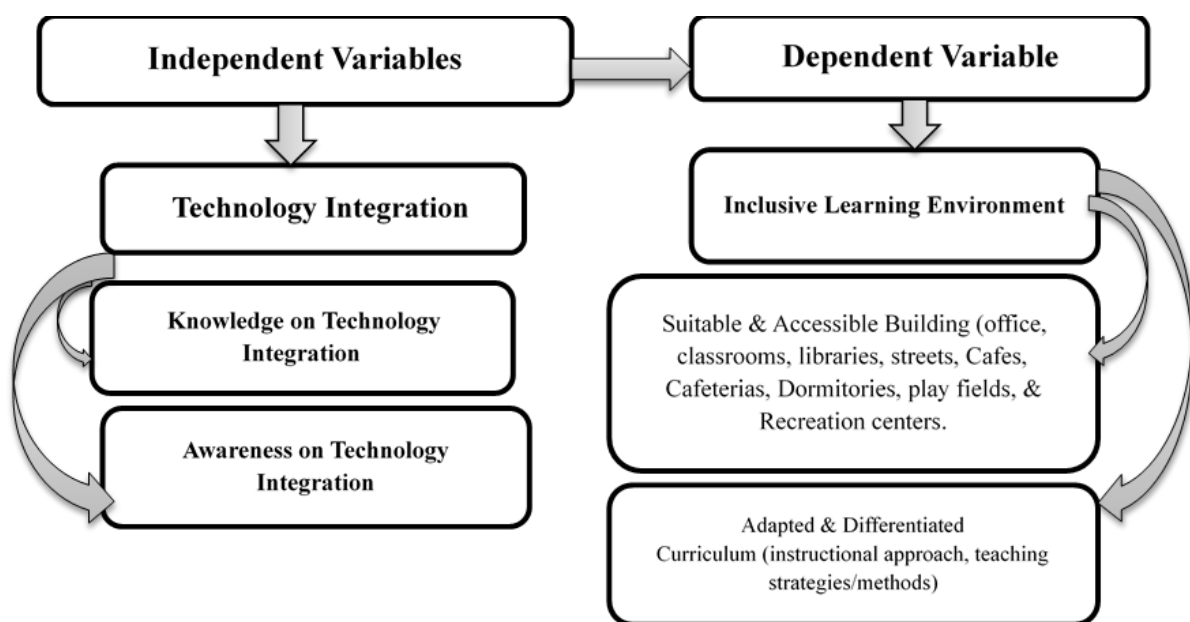 Independent Variables
Dependent Variable
Technology Integration
Inclusive Learning Environment
Knowledge on Technology
Integration
Suitable & Accessible Building (office,
classrooms, libraries, streets, Cafes,
Cafeterias, Dormitories, play fields, &
Recreation centers.
Awareness on Technology
Integration
Adapted & Differentiated
Curriculum (instructional approach, teaching
strategies/methods)